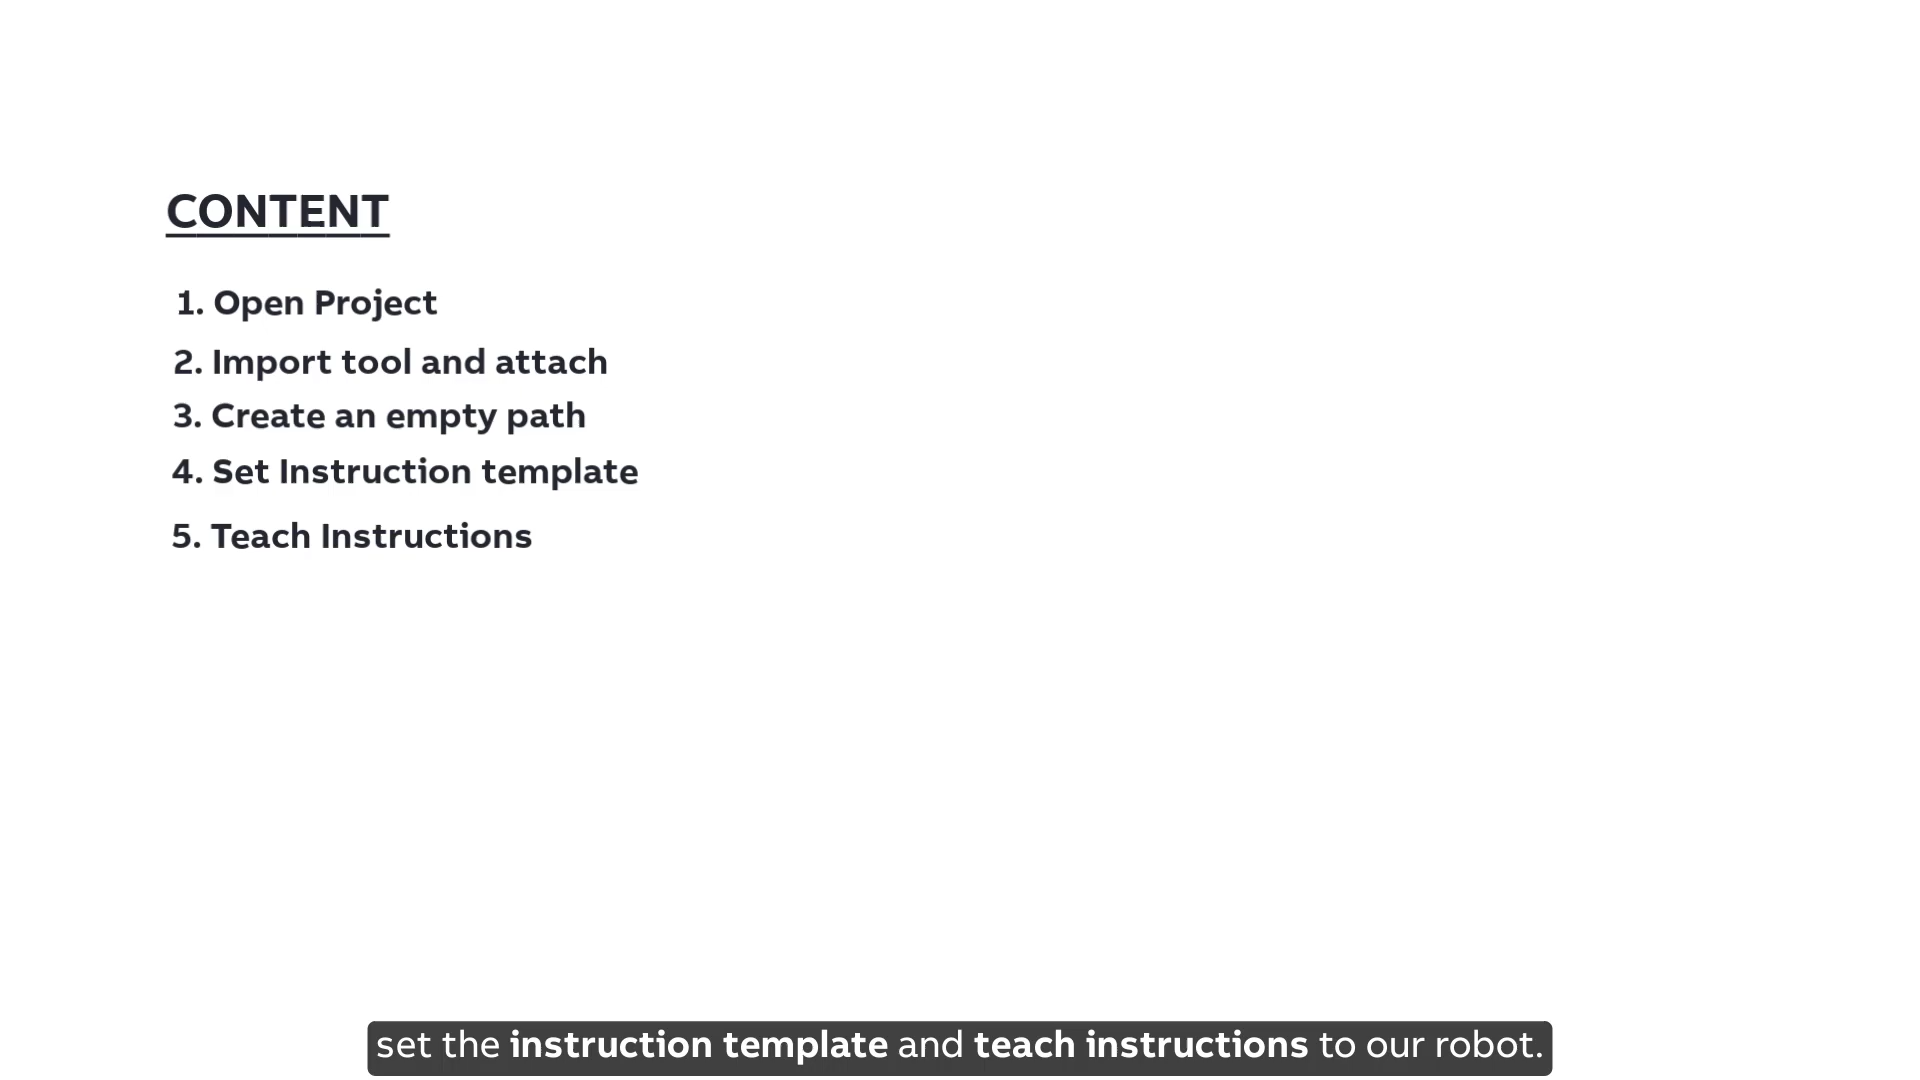 CONTENT
1. Open Project
2. Import tool and attach
3. Create an empty path
4. Set Instruction template
5. Teach Instructions
set the instruction template and teach instructions to our robot.